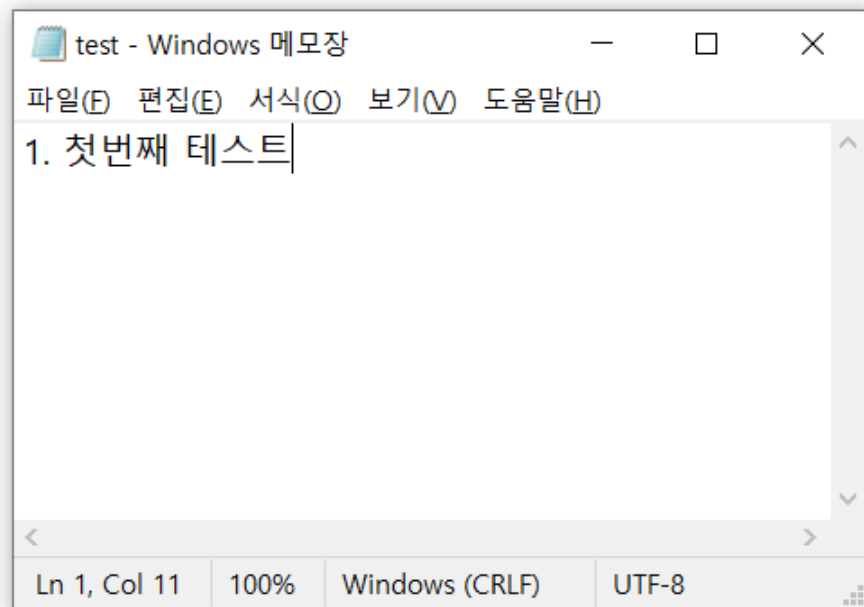 test - Windows 메모장
파일(F) 편집(E) 서식(O) 보기(V) 도움말(H)
1. 첫번째 테스트
Ln 1, Col 11 100% Windows (CRLF) UTF-8